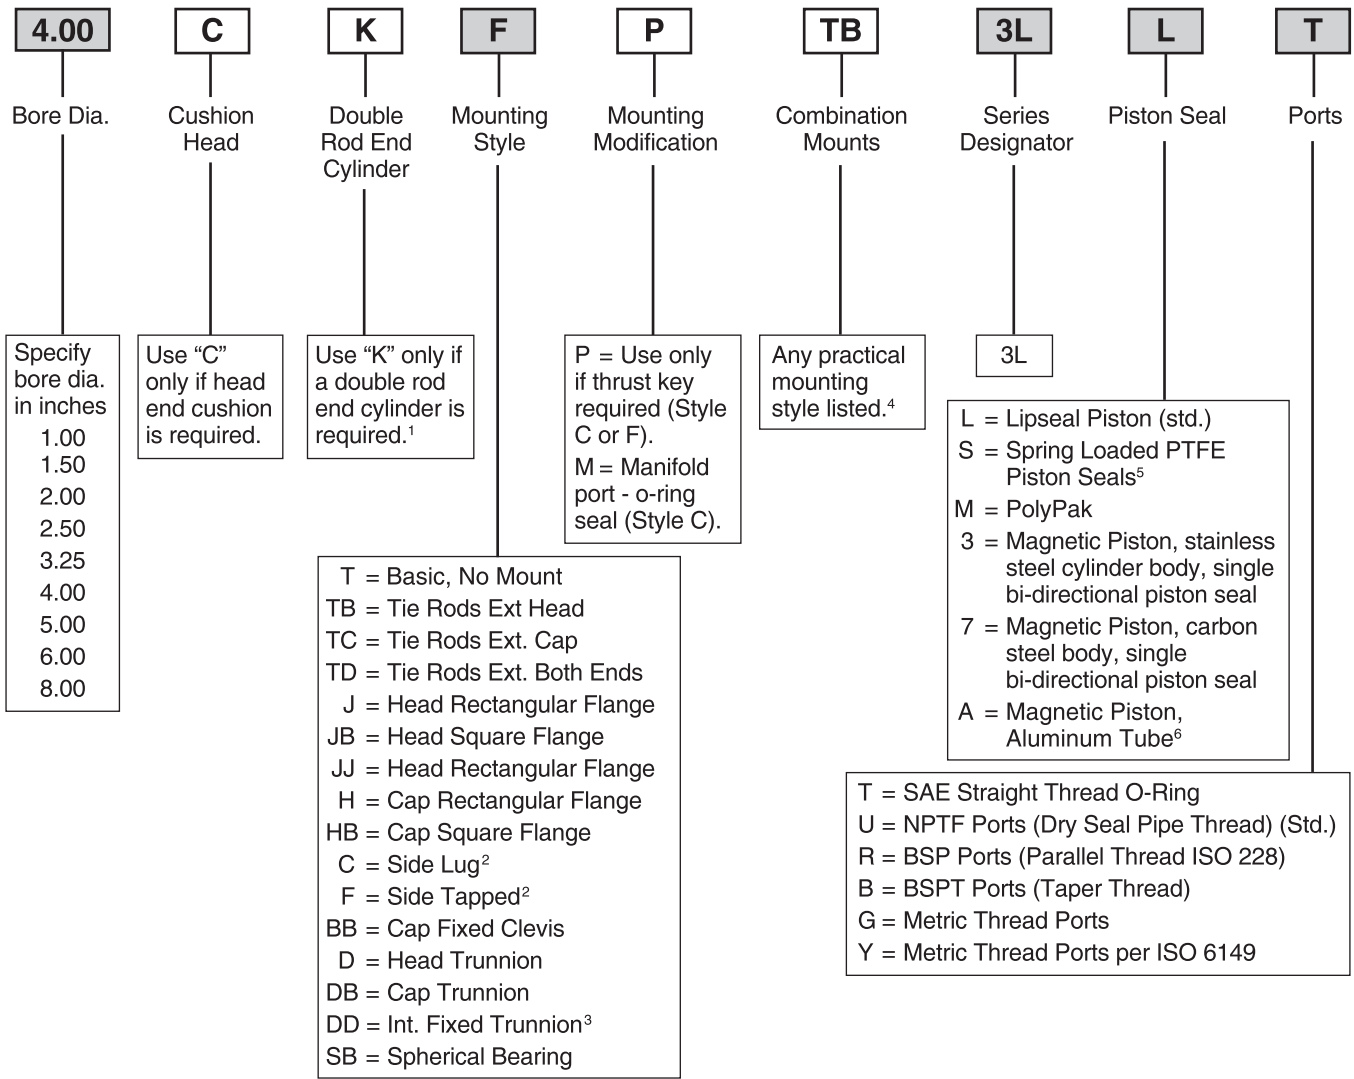 4.00 C K F P TB 3L L T
Bore Dia.
Cushion
Head
Double
Rod End
Cylinder
Mounting
Style
Mounting
Modification
Combination
Mounts
Series
Designator
Piston Seal
Ports
Specify
bore dia.
in inches
1.00
1.50
2.00
2.50
3.25
4.00
5.00
6.00
8.00
Use “C”
only if head
end cushion
is required.
Use “K” only if
a double rod
end cylinder is
required.¹
T = Basic, No Mount
TB = Tie Rods Ext Head
TC = Tie Rods Ext. Cap
TD = Tie Rods Ext. Both Ends
J = Head Rectangular Flange
JB = Head Square Flange
JJ = Head Rectangular Flange
H = Cap Rectangular Flange
HB = Cap Square Flange
C = Side Lug²
F = Side Tapped²
BB = Cap Fixed Clevis
D = Head Trunnion
DB = Cap Trunnion
DD = Int. Fixed Trunnion³
SB = Spherical Bearing
P = Use only
if thrust key
required (Style
C or F).
M = Manifold
port - o-ring
seal (Style C).
Any practical
mounting
style listed.⁴
3L
L = Lipseal Piston (std.)
S = Spring Loaded PTFE
Piston Seals⁵
M = PolyPak
3 = Magnetic Piston, stainless
steel cylinder body, single
bi-directional piston seal
7 = Magnetic Piston, carbon
steel body, single
bi-directional piston seal
A = Magnetic Piston,
Aluminum Tube⁶
T = SAE Straight Thread O-Ring
U = NPTF Ports (Dry Seal Pipe Thread) (Std.)
R = BSP Ports (Parallel Thread ISO 228)
B = BSPT Ports (Taper Thread)
G = Metric Thread Ports
Y = Metric Thread Ports per ISO 6149